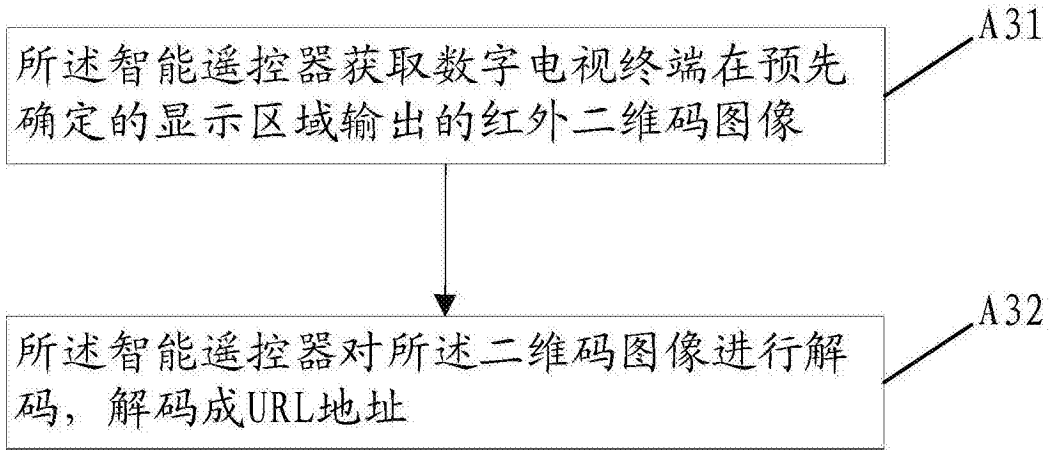 A31
所述智能遥控器获取数字电视终端在预先
确定的显示区域输出的红外二维码图像
A32
所述智能遥控器对所述二维码图像进行解
码，解码成URL地址